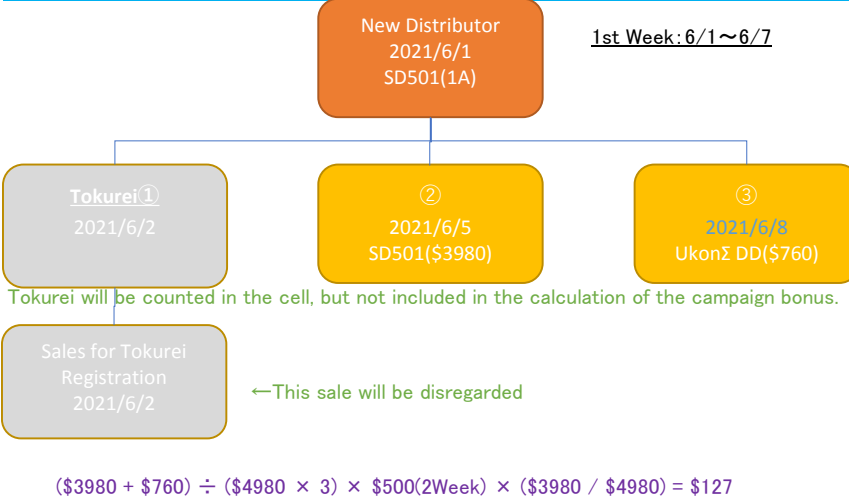 New Distributor
2021/6/1
SD501(1A)
1st Week:6/1～6/7
Tokurei①
2021/6/2
②
2021/6/5
SD501($3980)
③
2021/6/8
UkonΣ DD($760)
Tokurei will be counted in the cell, but not included in the calculation of the campaign bonus.
Sales for Tokurei
Registration
2021/6/2
←This sale will be disregarded
($3980 + $760) ÷ ($4980 × 3) × $500(2Week) × ($3980 / $4980) = $127